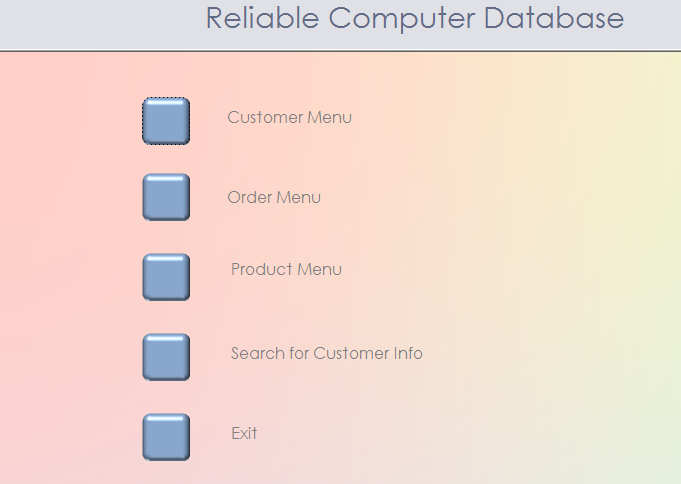 Reliable Computer Database
Customer Menu
Order Menu
Product Menu
Search for Customer Info
Exit